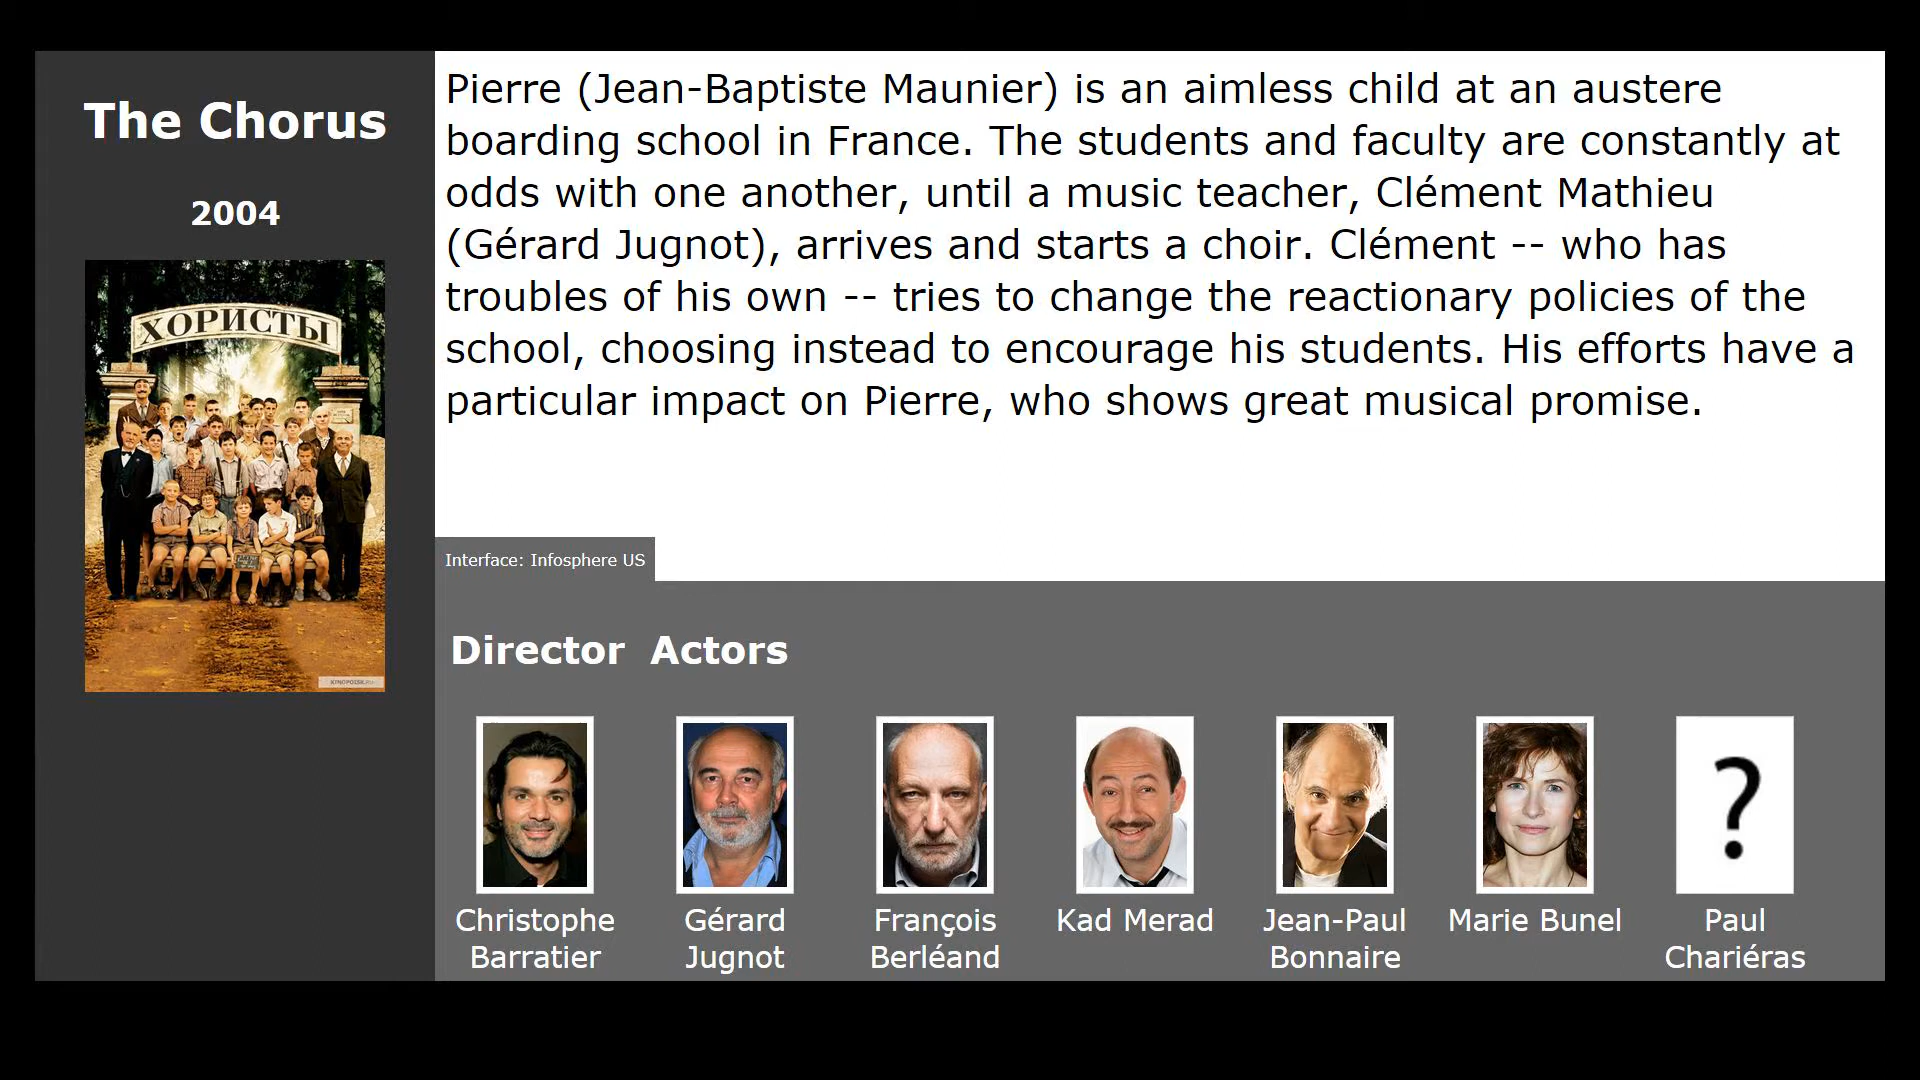 The Chorus
2004
ХОРИСТЫ
KINOPOISK.RU
Pierre (Jean-Baptiste Maunier) is an aimless child at an austere
boarding school in France. The students and faculty are constantly at
odds with one another, until a music teacher, Clément Mathieu
(Gérard Jugnot), arrives and starts a choir. Clément -- who has
troubles of his own -- tries to change the reactionary policies of the
school, choosing instead to encourage his students. His efforts have a
particular impact on Pierre, who shows great musical promise.
Interface: Infosphere US
Director Actors
?
Christophe
Barratier
Gérard
Jugnot
François
Berléand
Kad Merad
Jean-Paul
Bonnaire
Marie Bunel
Paul
Chariéras